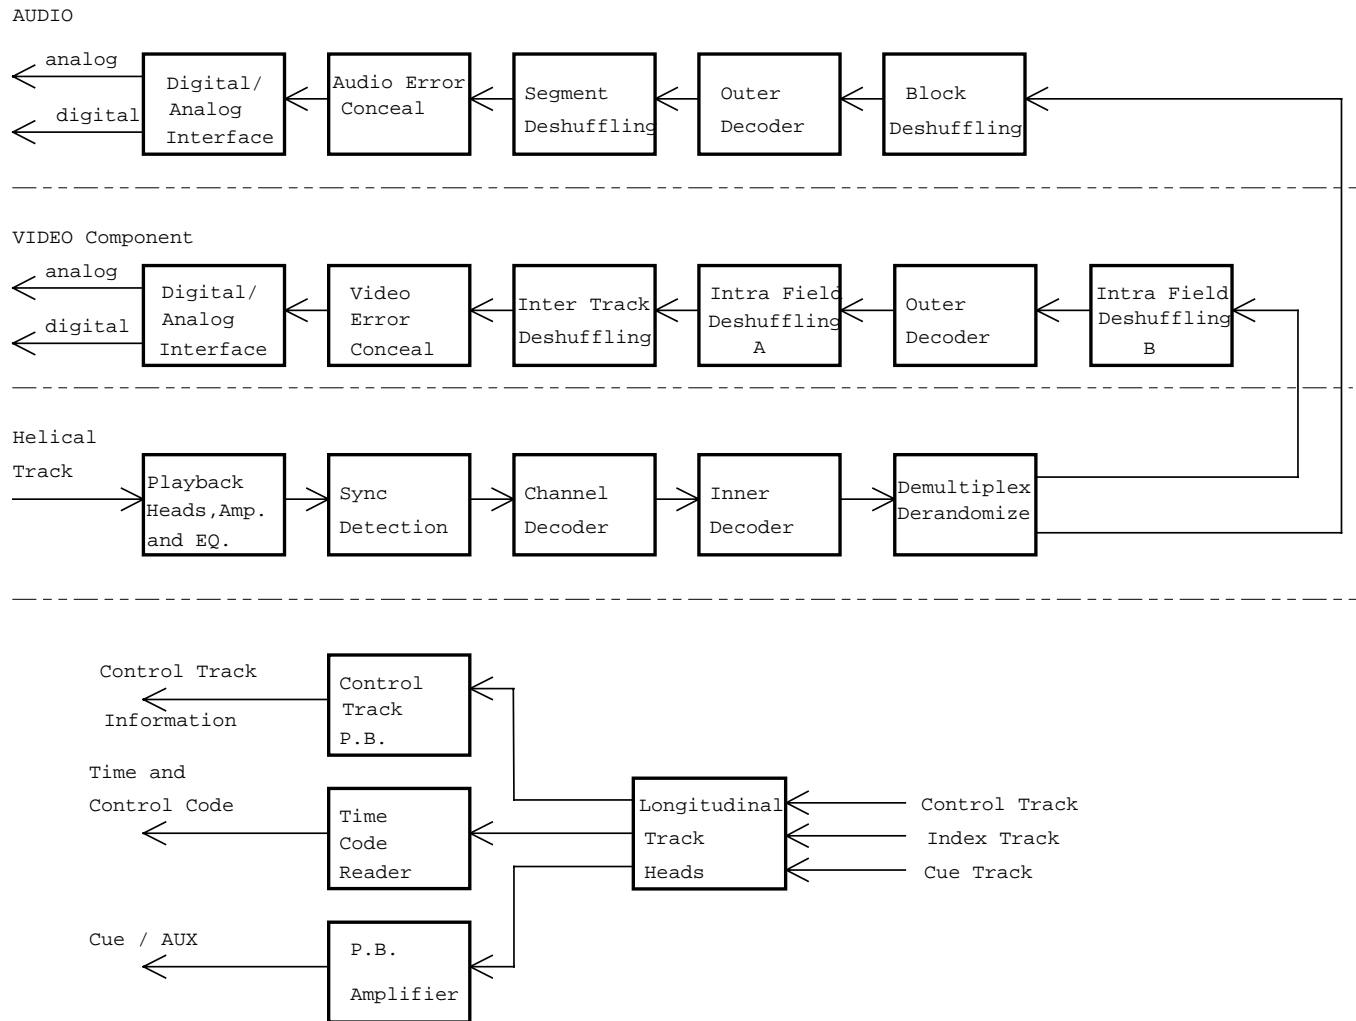 AUDIO
analog
digital
Digital/
Analog
Interface
Audio Error
Conceal
Segment
Deshuffling
Outer
Decoder
Block
Deshuffling
VIDEO Component
analog
digital
Digital/
Analog
Interface
Video
Error
Conceal
Inter Track
Deshuffling
Intra Field
Deshuffling
A
Outer
Decoder
Intra Field
Deshuffling
B
Helical
Track
Playback
Heads,Amp.
and EQ.
Sync
Detection
Channel
Decoder
Inner
Decoder
Demultiplex
Derandomize
Control Track
Information
Control
Track
P.B.
Time and
Control Code
Time
Code
Reader
Longitudinal
Track
Heads
Control Track
Index Track
Cue Track
Cue / AUX
P.B.
Amplifier